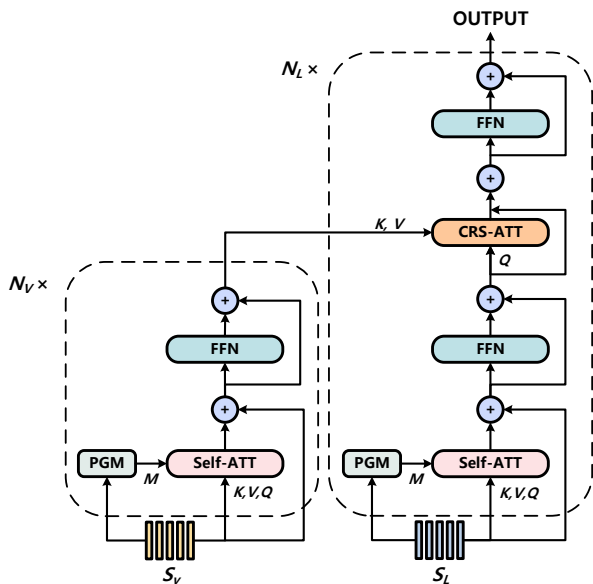 OUTPUT
N_L ×
+
FFN
+
K, V
CRS-ATT
Q
N_V ×
+
+
FFN
FFN
+
+
PGM
M
Self-ATT
K,V,Q
PGM
M
Self-ATT
K,V,Q
S_V
S_L